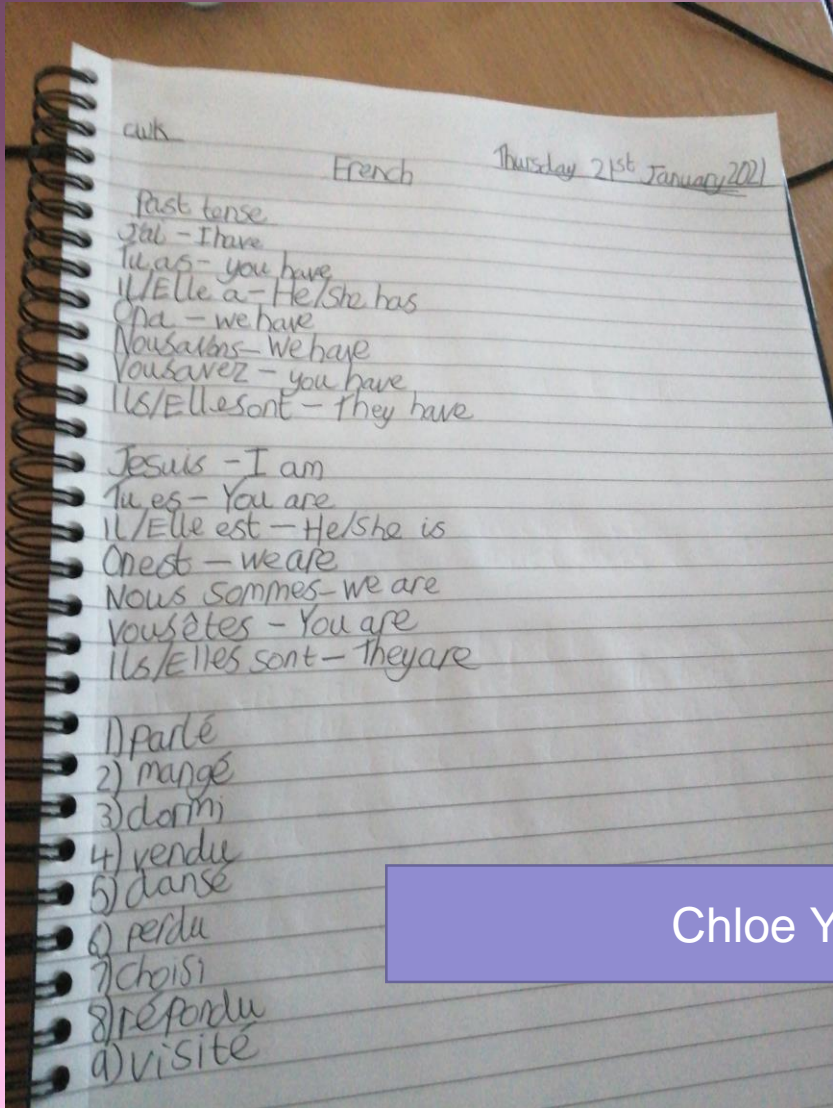 cwk
French
Thursday 21st January 2021
Past tense
J'ai - I have
Tu as - you have
Il/Elle a - He/She has
On a - we have
Nous avons - We have
Vous avez - you have
Ils/Elles ont - They have
Je suis - I am
Tu es - You are
Il/Elle est - He/She is
On est - we are
Nous sommes - we are
Vous êtes - You are
Ils/Elles sont - They are
1) parlé
2) mangé
3) dormi
4) vendu
5) dansé
6) perdu
7) choisi
8) répondu
9) visité
Chloe Y